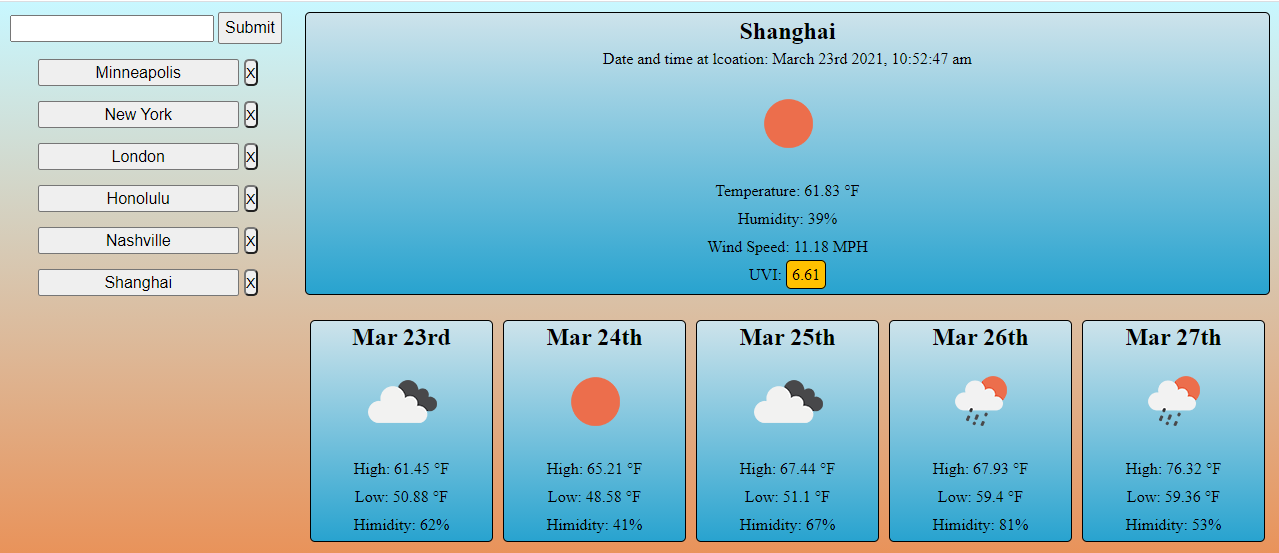 Submit
Minneapolis X
New York X
London X
Honolulu X
Nashville X
Shanghai X
Shanghai
Date and time at lcoation: March 23rd 2021, 10:52:47 am
Temperature: 61.83 °F
Humidity: 39%
Wind Speed: 11.18 MPH
UVI: 6.61
Mar 23rd
High: 61.45 °F
Low: 50.88 °F
Himidity: 62%
Mar 24th
High: 65.21 °F
Low: 48.58 °F
Himidity: 41%
Mar 25th
High: 67.44 °F
Low: 51.1 °F
Himidity: 67%
Mar 26th
High: 67.93 °F
Low: 59.4 °F
Himidity: 81%
Mar 27th
High: 76.32 °F
Low: 59.36 °F
Himidity: 53%